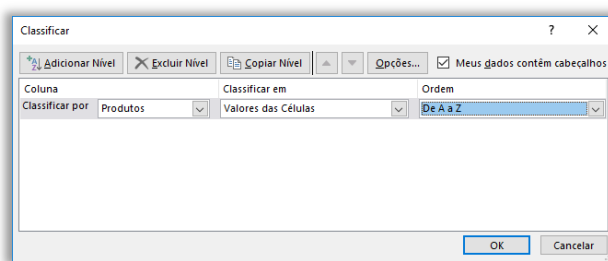 Classificar ? ×
Adicionar Nível Excluir Nível Copiar Nível Opções... Meus dados contêm cabeçalhos
Coluna Classificar em Ordem
Classificar por Produtos Valores das Células De A a Z
OK Cancelar